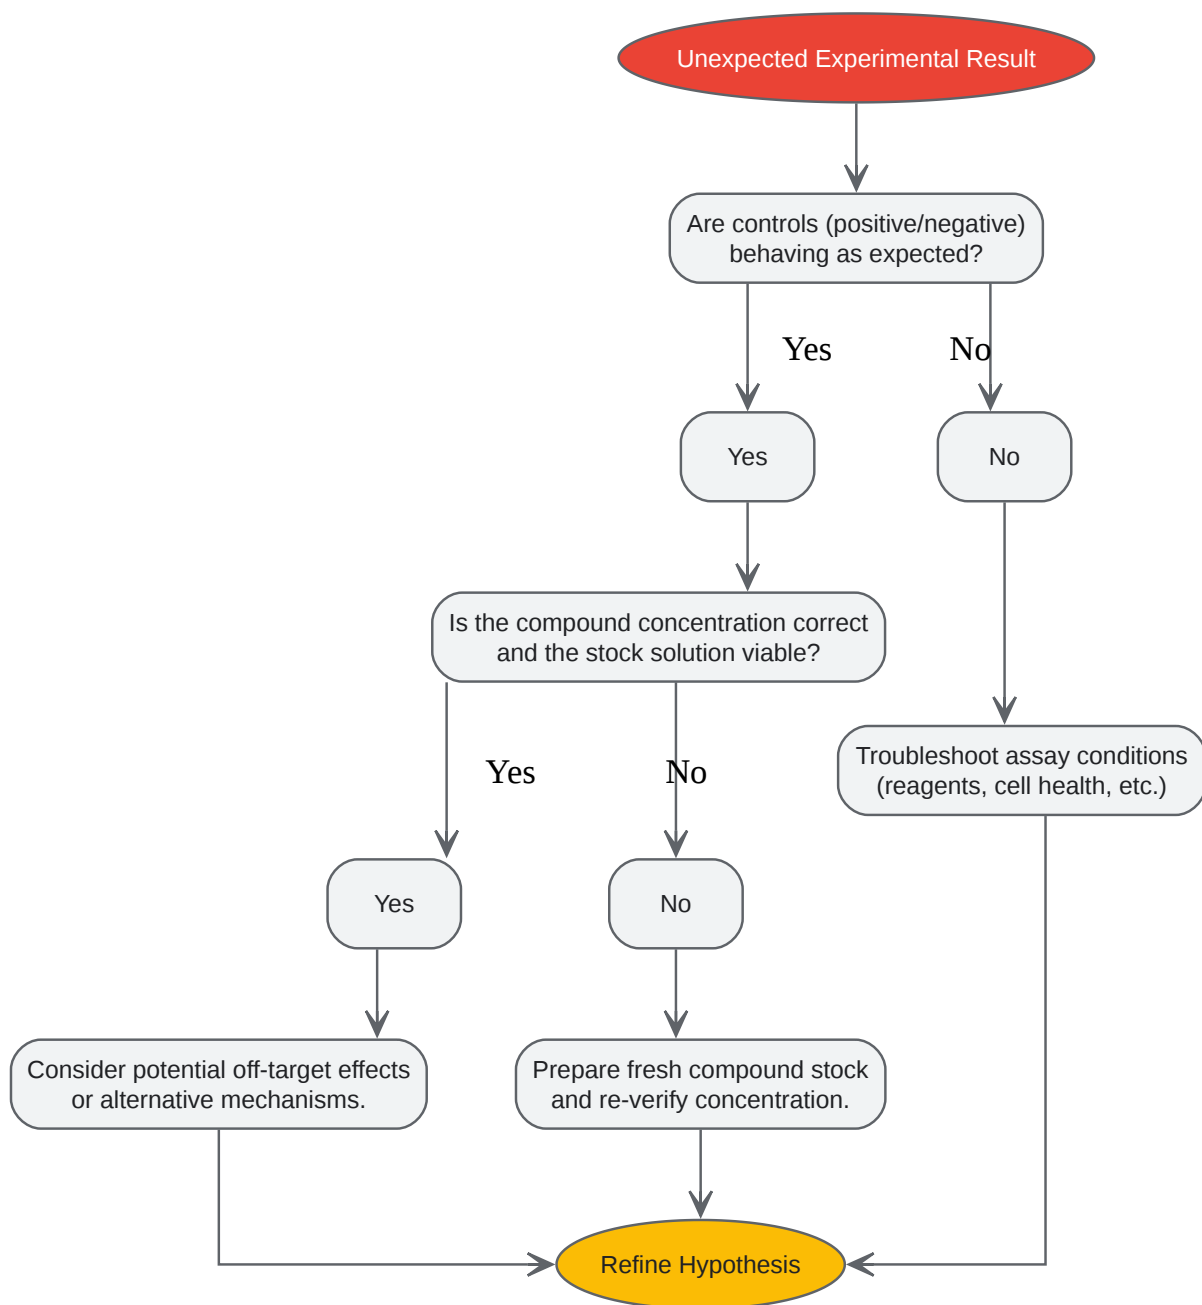 Unexpected Experimental Result
Are controls (positive/negative)
behaving as expected?
Yes
No
Yes
No
Is the compound concentration correct
and the stock solution viable?
Troubleshoot assay conditions
(reagents, cell health, etc.)
Yes
No
Yes
No
Consider potential off-target effects
or alternative mechanisms.
Prepare fresh compound stock
and re-verify concentration.
Refine Hypothesis